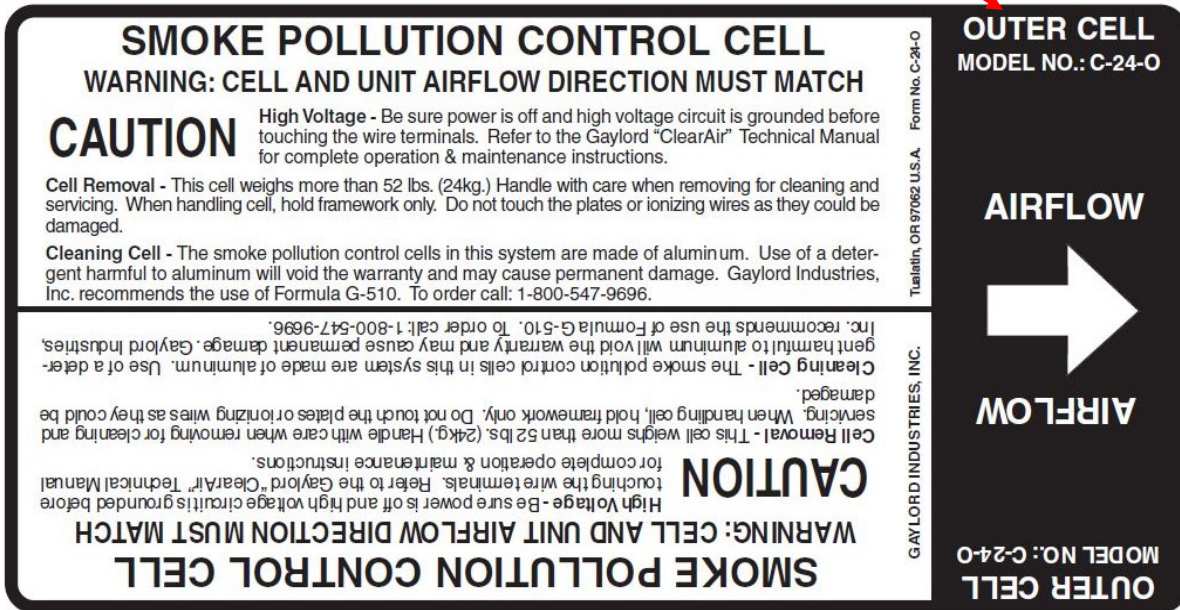 SMOKE POLLUTION CONTROL CELL
WARNING: CELL AND UNIT AIRFLOW DIRECTION MUST MATCH
CAUTION
High Voltage - Be sure power is off and high voltage circuit is grounded before
touching the wire terminals. Refer to the Gaylord “ClearAir” Technical Manual
for complete operation & maintenance instructions.
Cell Removal - This cell weighs more than 52 lbs. (24kg.) Handle with care when removing for cleaning and
servicing. When handling cell, hold framework only. Do not touch the plates or ionizing wires as they could be
damaged.
Cleaning Cell - The smoke pollution control cells in this system are made of aluminum. Use of a deter-
gent harmful to aluminum will void the warranty and may cause permanent damage. Gaylord Industries,
Inc. recommends the use of Formula G-510. To order call: 1-800-547-9696.
GAYLORD INDUSTRIES, INC. Tualatin, OR 97062 U.S.A. Form No. C-24-O
OUTER CELL
MODEL NO.: C-24-O
AIRFLOW
SMOKE POLLUTION CONTROL CELL
WARNING: CELL AND UNIT AIRFLOW DIRECTION MUST MATCH
CAUTION
High Voltage - Be sure power is off and high voltage circuit is grounded before
touching the wire terminals. Refer to the Gaylord “ClearAir” Technical Manual
for complete operation & maintenance instructions.
Cell Removal - This cell weighs more than 52 lbs. (24kg.) Handle with care when removing for cleaning and
servicing. When handling cell, hold framework only. Do not touch the plates or ionizing wires as they could be
damaged.
Cleaning Cell - The smoke pollution control cells in this system are made of aluminum. Use of a deter-
gent harmful to aluminum will void the warranty and may cause permanent damage. Gaylord Industries,
Inc. recommends the use of Formula G-510. To order call: 1-800-547-9696.
OUTER CELL
MODEL NO.: C-24-O
AIRFLOW